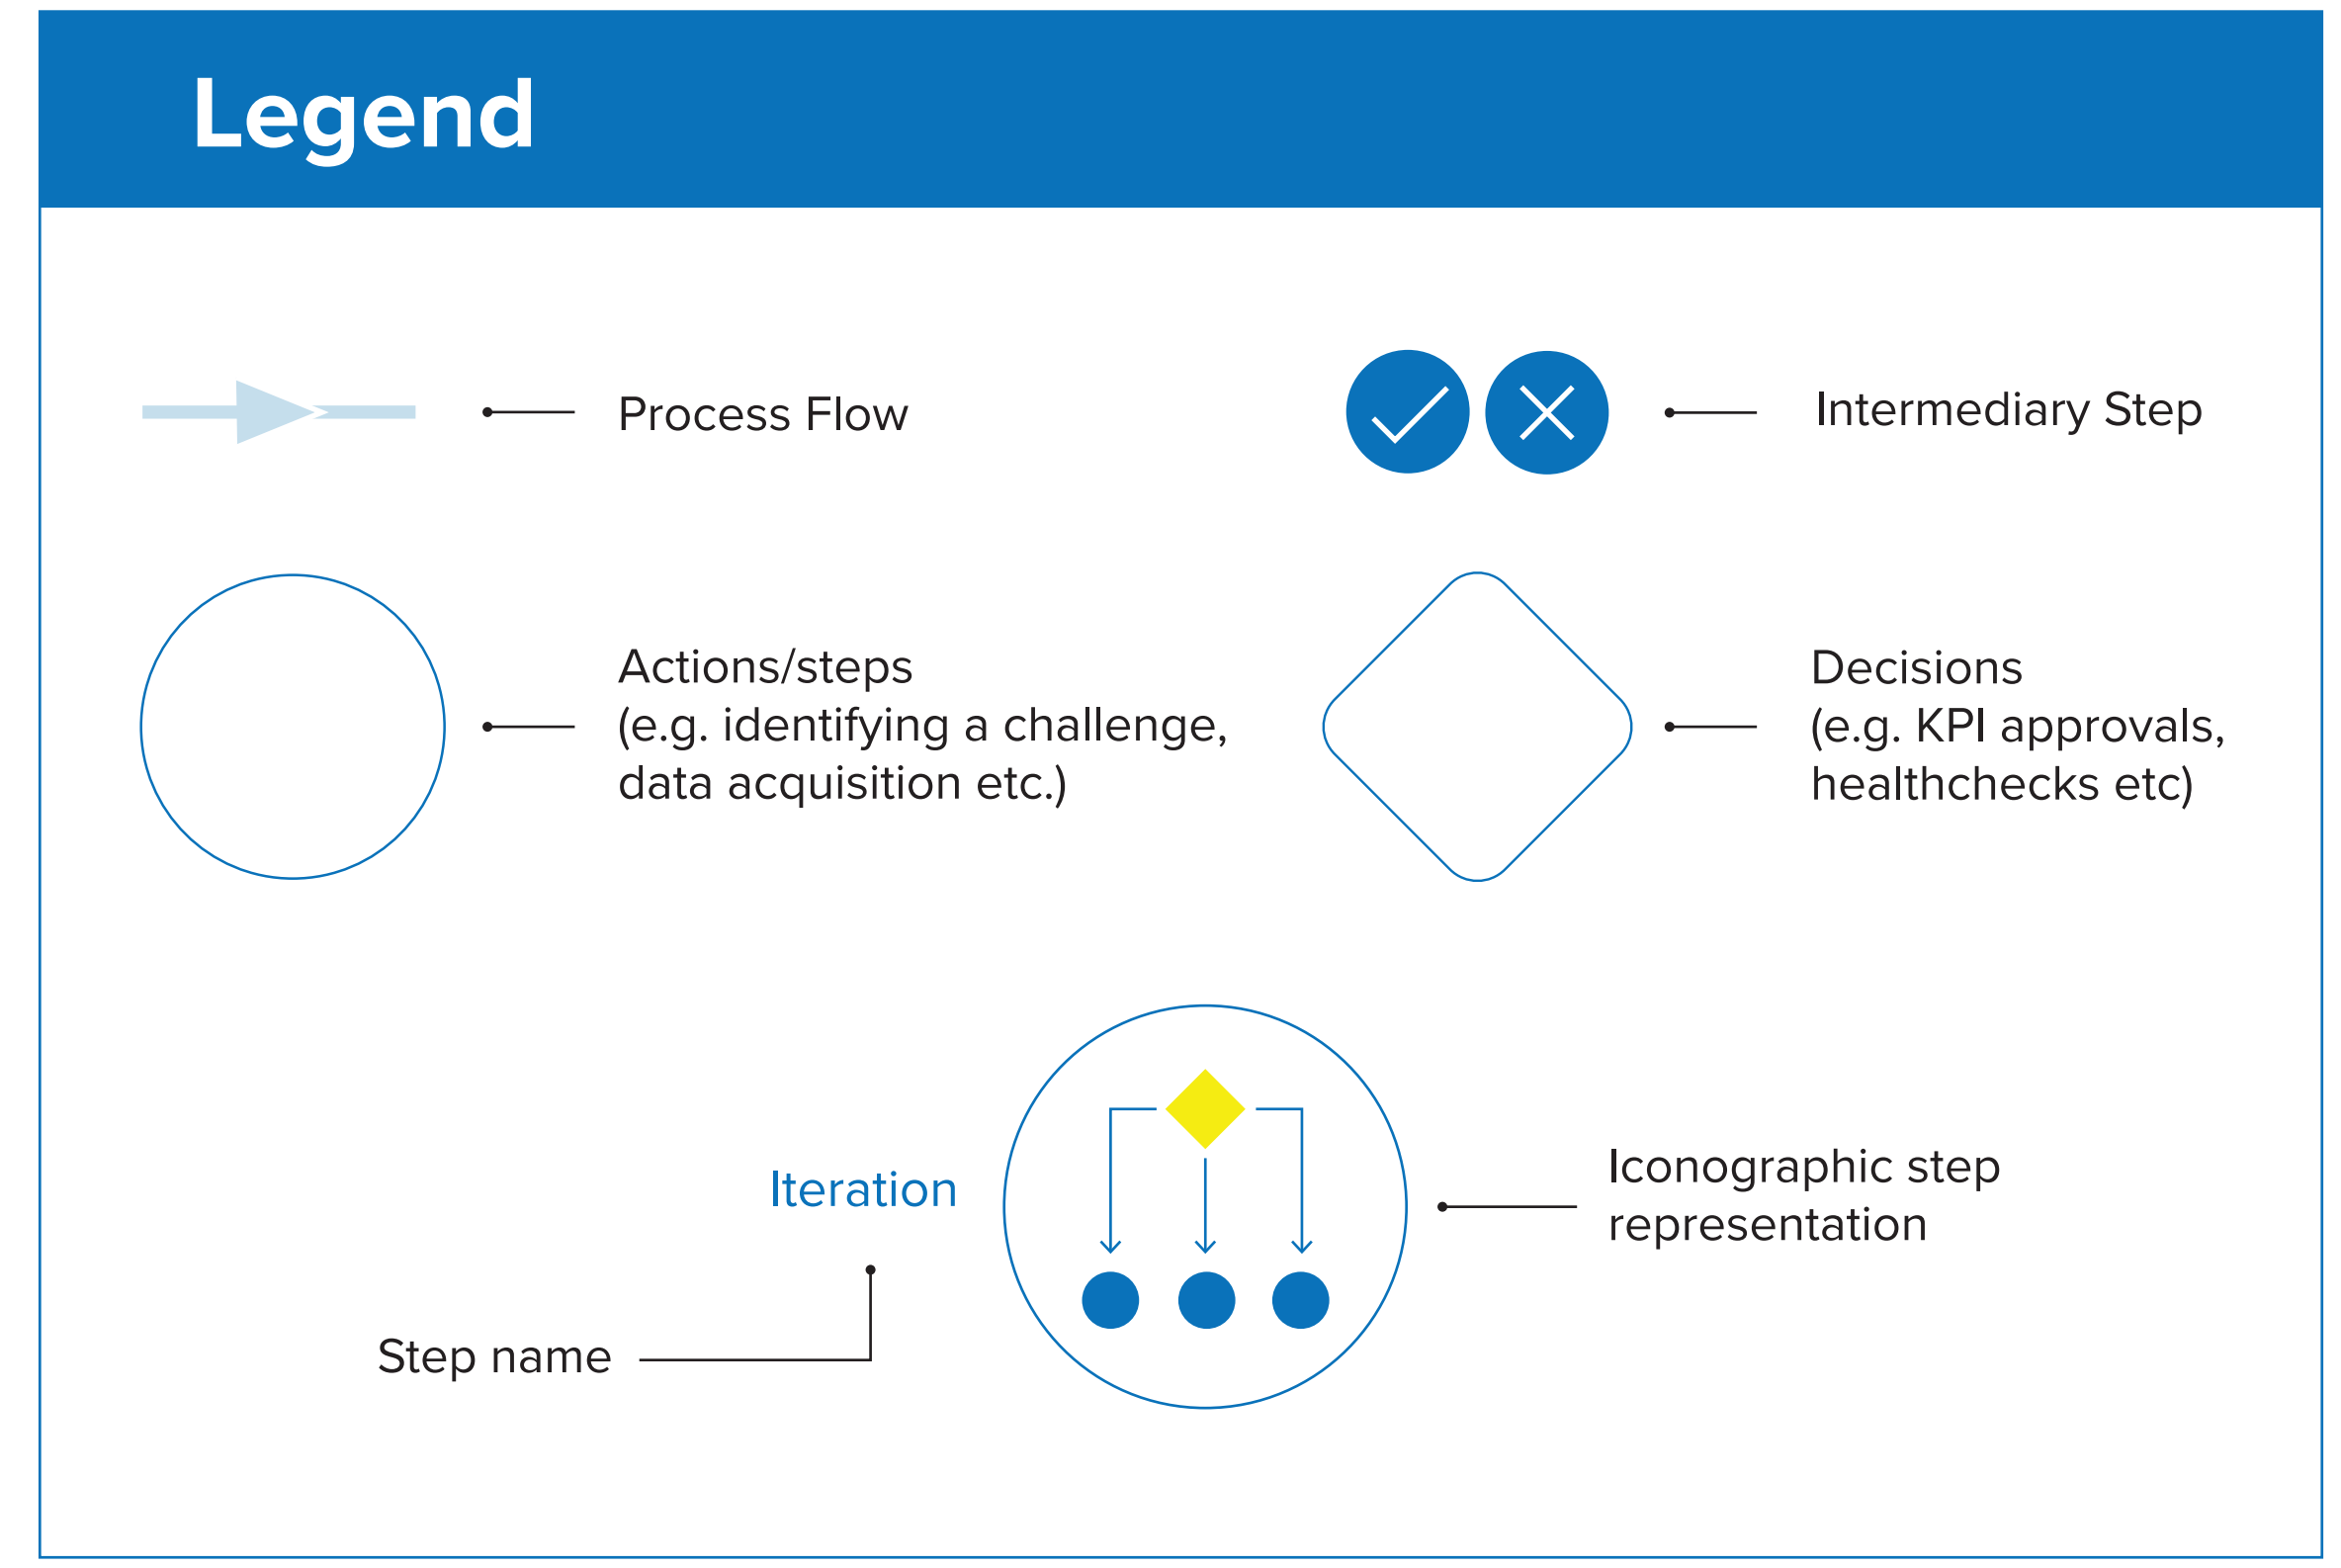 Legend
Process Flow
Intermediary Step
Actions/steps
(e.g. identifying a challenge,
data acquisition etc.)
Decisions
(e.g. KPI approvals,
healthchecks etc)
Iteration
Iconographic step
representation
Step name